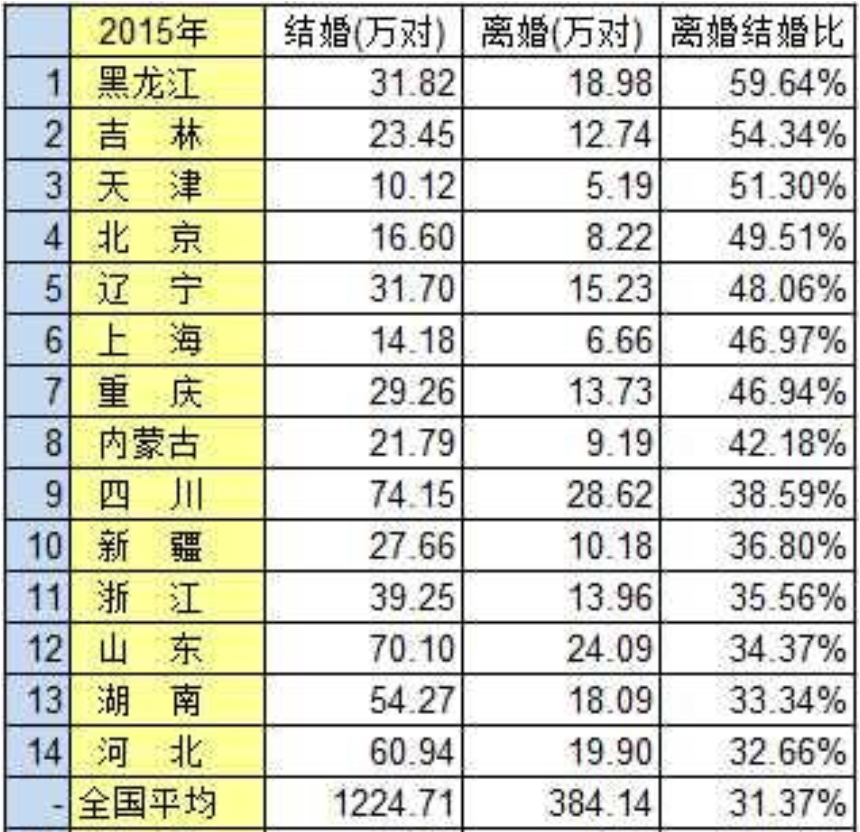 2015年 结婚(万对) 离婚(万对) 离婚结婚比
1 黑龙江 31.82 18.98 59.64%
2 吉 林 23.45 12.74 54.34%
3 天 津 10.12 5.19 51.30%
4 北 京 16.60 8.22 49.51%
5 辽 宁 31.70 15.23 48.06%
6 上 海 14.18 6.66 46.97%
7 重 庆 29.26 13.73 46.94%
8 内蒙古 21.79 9.19 42.18%
9 四 川 74.15 28.62 38.59%
10 新 疆 27.66 10.18 36.80%
11 浙 江 39.25 13.96 35.56%
12 山 东 70.10 24.09 34.37%
13 湖 南 54.27 18.09 33.34%
14 河 北 60.94 19.90 32.66%
- 全国平均 1224.71 384.14 31.37%